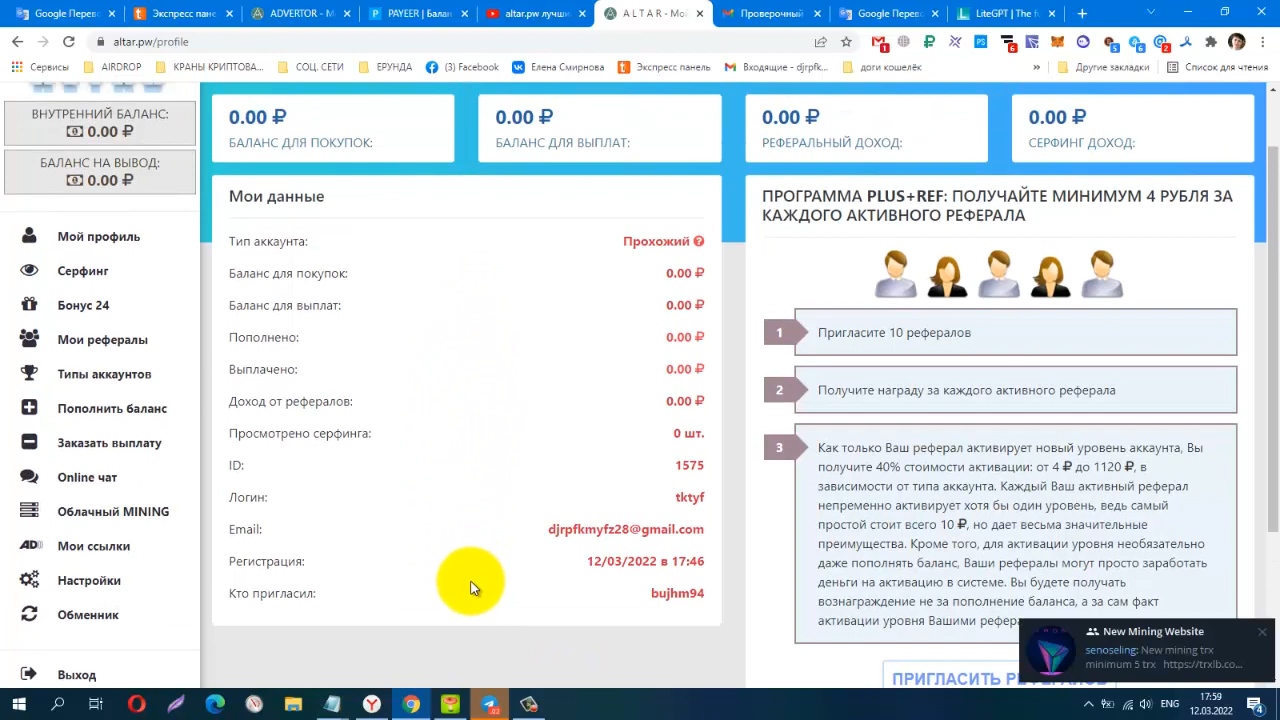 Google Перево
Экспресс пан
ADVERTOR - М
PAYEER | Балан
altar.pw лучши
A L T A R - Мо
Проверочный
Google Перево
LiteGPT | The fu
altar.pw/profile
Сервисы
AIRDROP
КРАНЫ КРИПТОВА...
СОЦ. СЕТИ
ЕРУНДА
(3) Facebook
Елена Смирнова
Экспресс панель
Входящие - djrpfk...
доги кошелёк
»
Другие закладки
Список для чтения
ВНУТРЕННИЙ БАЛАНС:
0.00 ₽
БАЛАНС НА ВЫВОД:
0.00 ₽
Мой профиль
Серфинг
Бонус 24
Мои рефералы
Типы аккаунтов
Пополнить баланс
Заказать выплату
Online чат
Облачный MINING
Мои ссылки
Настройки
Обменник
Выход
0.00 ₽
БАЛАНС ДЛЯ ПОКУПОК:
0.00 ₽
БАЛАНС ДЛЯ ВЫПЛАТ:
0.00 ₽
РЕФЕРАЛЬНЫЙ ДОХОД:
0.00 ₽
СЕРФИНГ ДОХОД:
Мои данные
Тип аккаунта: Прохожий
Баланс для покупок: 0.00 ₽
Баланс для выплат: 0.00 ₽
Пополнено: 0.00 ₽
Выплачено: 0.00 ₽
Доход от рефералов: 0.00 ₽
Просмотрено серфинга: 0 шт.
ID: 1575
Логин: tktyf
Email: djrpfkmyfz28@gmail.com
Регистрация: 12/03/2022 в 17:46
Кто пригласил: bujhm94
ПРОГРАММА PLUS+REF: ПОЛУЧАЙТЕ МИНИМУМ 4 РУБЛЯ ЗА
КАЖДОГО АКТИВНОГО РЕФЕРАЛА
1 Пригласите 10 рефералов
2 Получите награду за каждого активного реферала
3 Как только Ваш реферал активирует новый уровень аккаунта, Вы
получите 40% стоимости активации: от 4 ₽ до 1120 ₽, в
зависимости от типа аккаунта. Каждый Ваш активный реферал
непременно активирует хотя бы один уровень, ведь самый
простой стоит всего 10 ₽, но дает весьма значительные
преимущества. Кроме того, для активации уровня необязательно
даже пополнять баланс, Ваши рефералы могут просто заработать
деньги на активацию в системе. Вы будете получать
вознаграждение не за пополнение баланса, а за сам факт
активации уровня Вашими рефера
ПРИГЛАСИТЬ РЕФЕРАЛОВ
New Mining Website
senoseling: New mining trx
minimum 5 trx https://trxlb.co...
ENG
17:59
12.03.2022